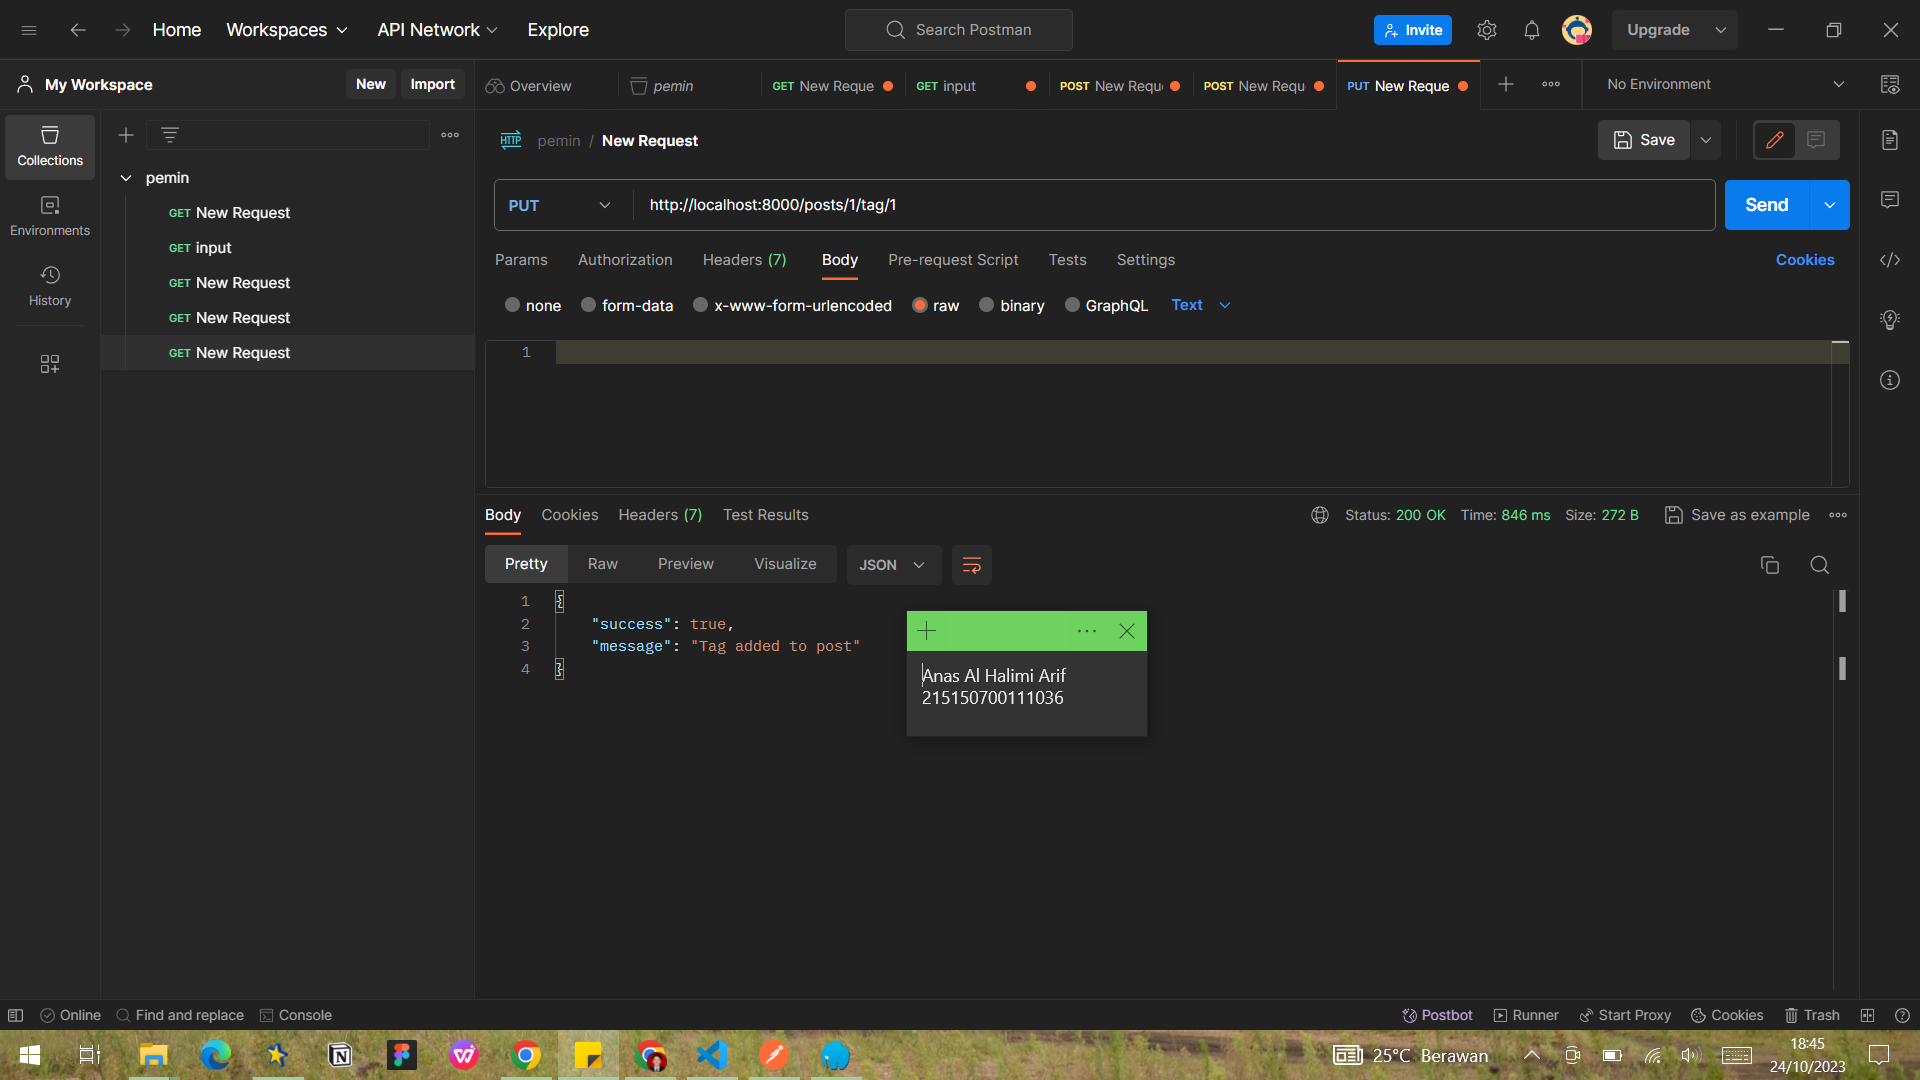 Home
Workspaces
API Network
Explore
Search Postman
Invite
Upgrade
My Workspace
New
Import
Overview
pemin
GET New Reque
GET input
POST New Requ
POST New Requ
PUT New Reque
No Environment
Collections
Environments
History
pemin
GET New Request
GET input
GET New Request
GET New Request
GET New Request
HTTP
pemin / New Request
Save
PUT
http://localhost:8000/posts/1/tag/1
Send
Params
Authorization
Headers (7)
Body
Pre-request Script
Tests
Settings
Cookies
none
form-data
x-www-form-urlencoded
raw
binary
GraphQL
Text
1
Body
Cookies
Headers (7)
Test Results
Status: 200 OK
Time: 846 ms
Size: 272 B
Save as example
Pretty
Raw
Preview
Visualize
JSON
1 {
2 "success": true,
3 "message": "Tag added to post"
4 }
Anas Al Halimi Arif
215150700111036
Online
Find and replace
Console
Postbot
Runner
Start Proxy
Cookies
Trash
25°C Berawan
18:45
24/10/2023